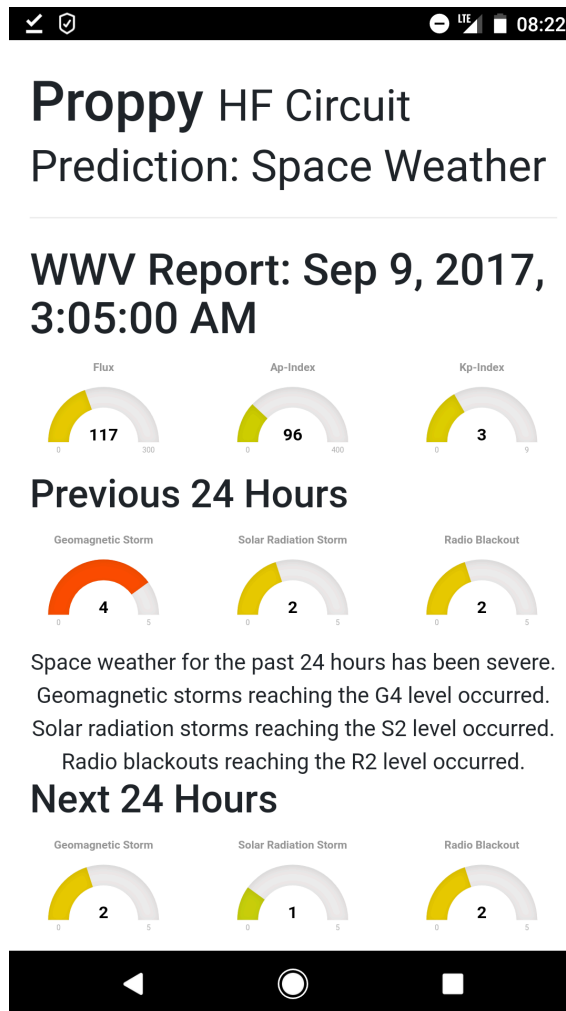 LTE 08:22
Proppy HF Circuit
Prediction: Space Weather
WWV Report: Sep 9, 2017,
3:05:00 AM
Flux Ap-Index Kp-Index
117 96 3
0 300 0 400 0 9
Previous 24 Hours
Geomagnetic Storm Solar Radiation Storm Radio Blackout
4 2 2
0 5 0 5 0 5
Space weather for the past 24 hours has been severe.
Geomagnetic storms reaching the G4 level occurred.
Solar radiation storms reaching the S2 level occurred.
Radio blackouts reaching the R2 level occurred.
Next 24 Hours
Geomagnetic Storm Solar Radiation Storm Radio Blackout
2 1 2
0 5 0 5 0 5